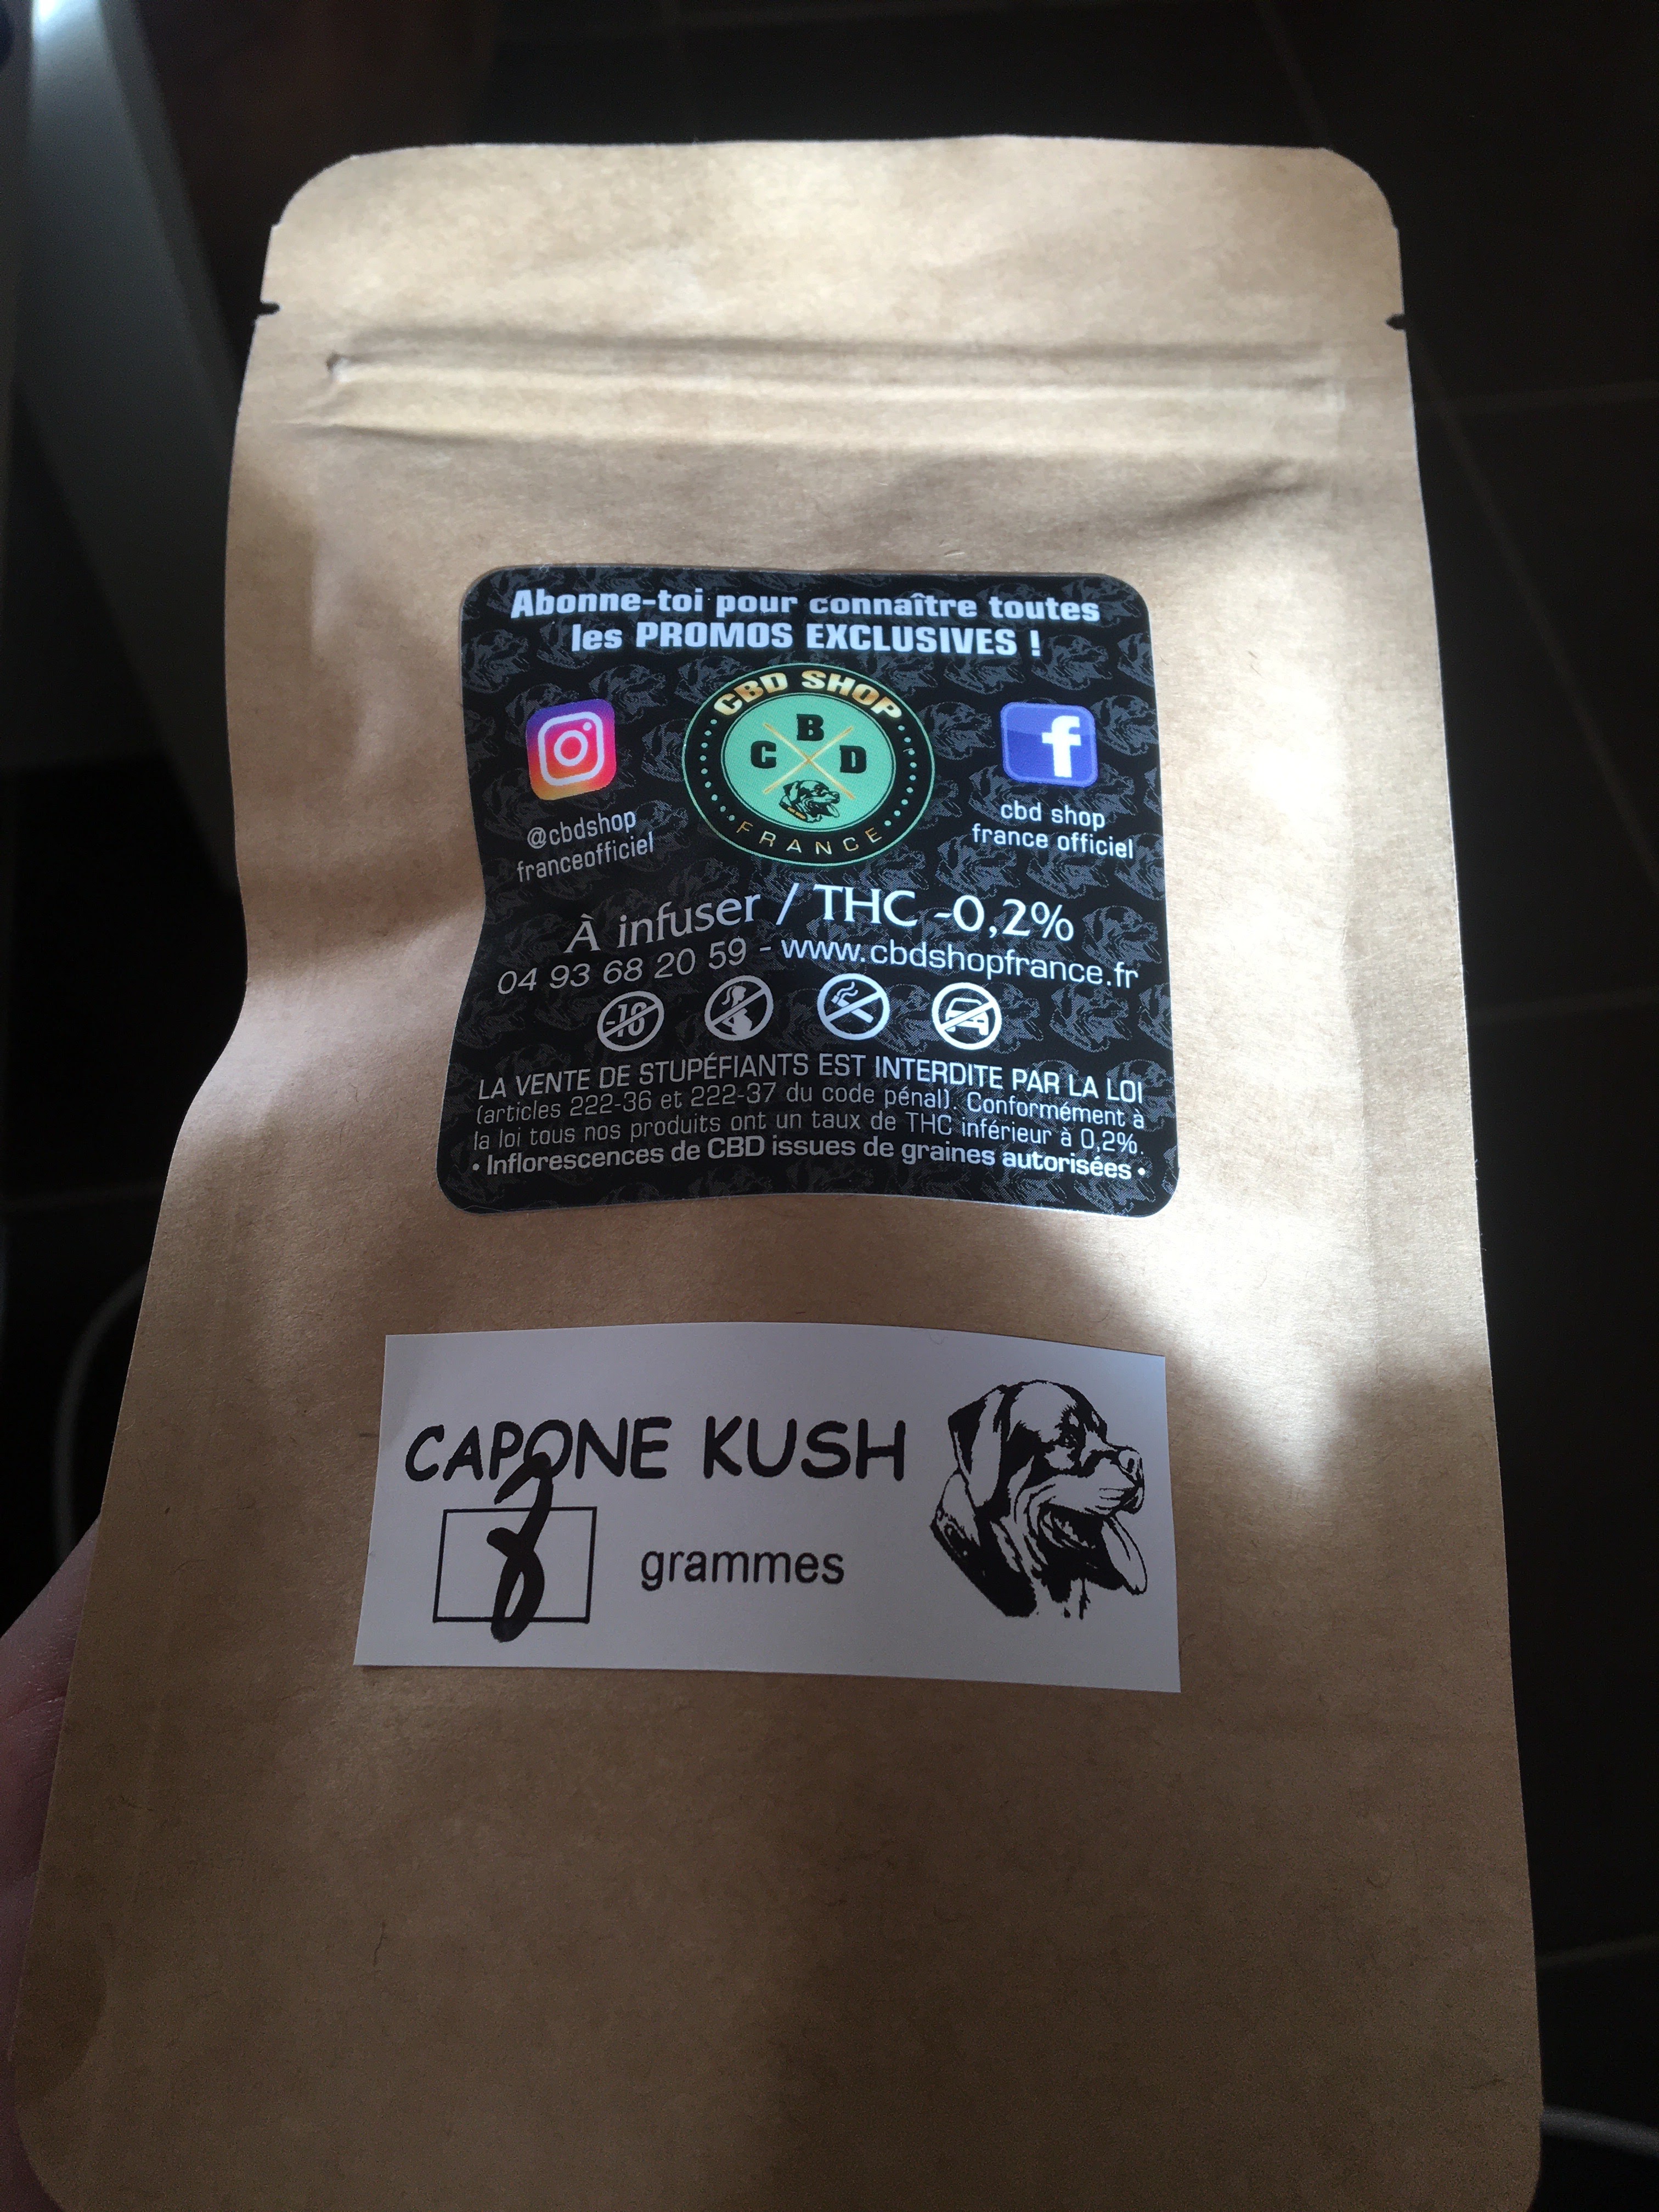 Abonne-toi pour connaître toutes
les PROMOS EXCLUSIVES !
CBD SHOP
B
C D
FRANCE
@cbdshop
franceofficiel
cbd shop
france officiel
À infuser / THC -0,2%
04 93 68 20 59 - www.cbdshopfrance.fr
-18
LA VENTE DE STUPÉFIANTS EST INTERDITE PAR LA LOI
(articles 222-36 et 222-37 du code pénal). Conformément à
la loi tous nos produits ont un taux de THC inférieur à 0,2%.
• Inflorescences de CBD issues de graines autorisées •
CAPONE KUSH
grammes